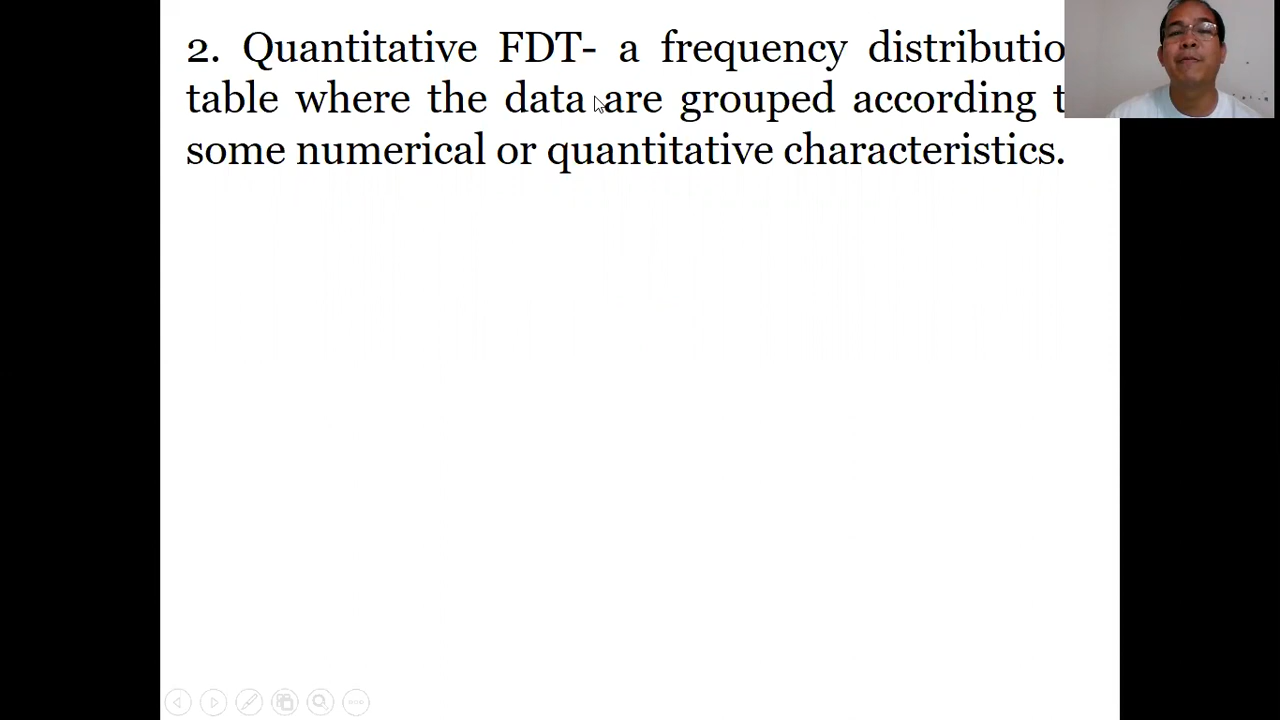 2. Quantitative FDT- a frequency distributio
table where the data are grouped according t
some numerical or quantitative characteristics.